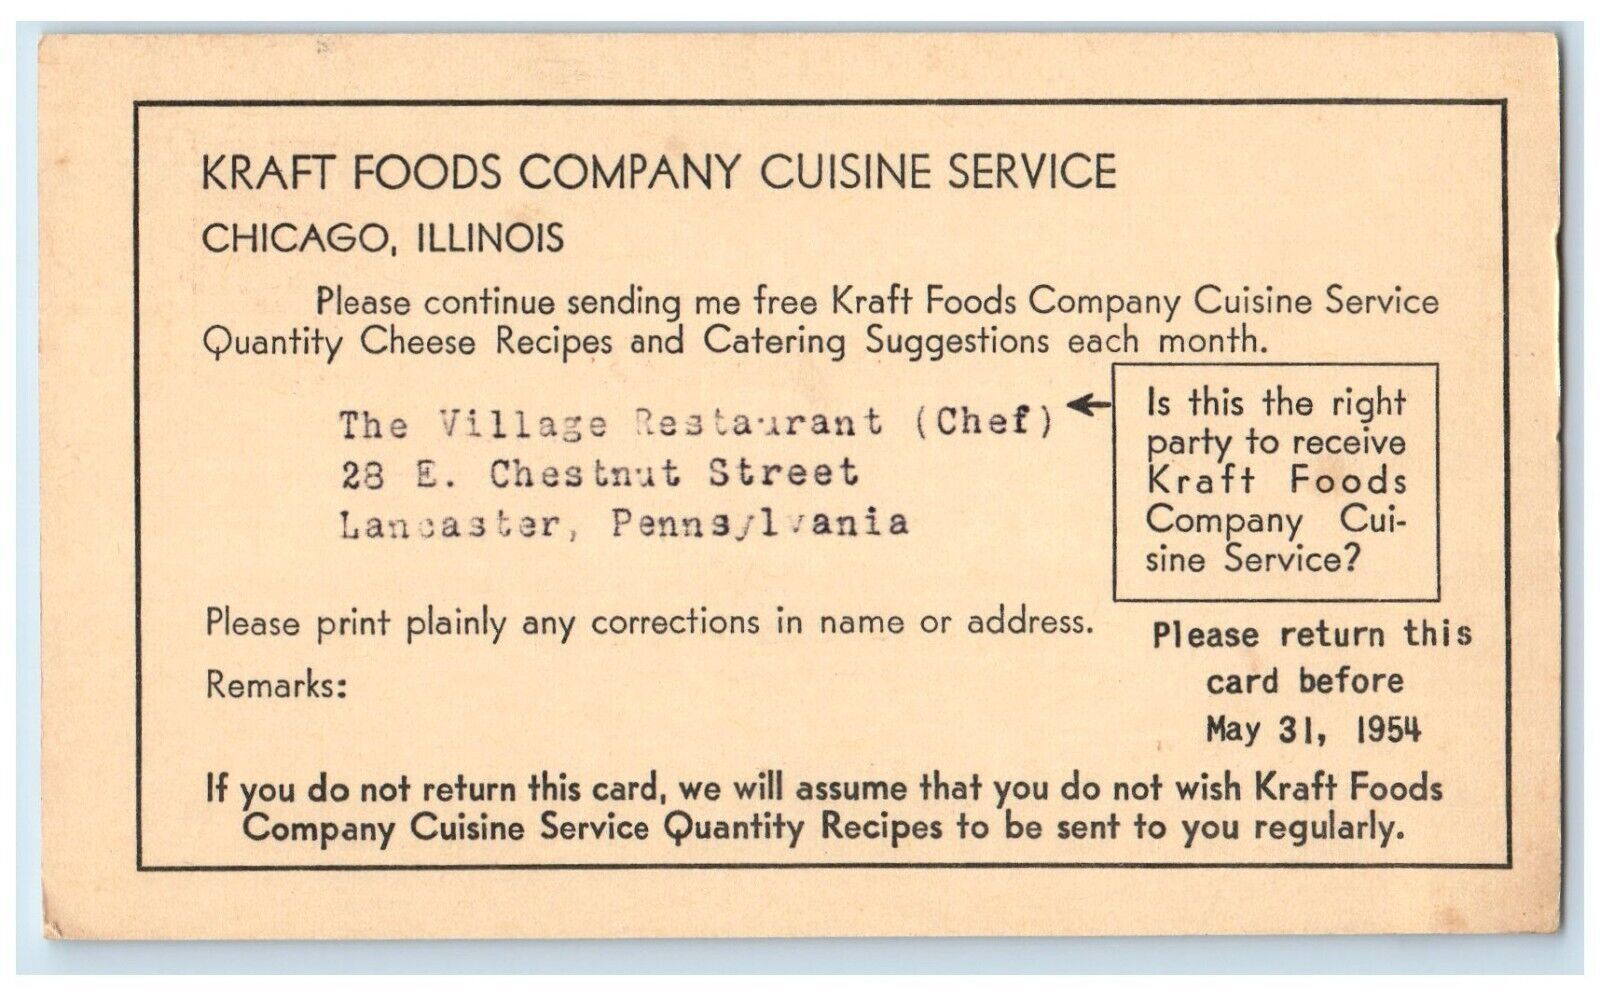 KRAFT FOODS COMPANY CUISINE SERVICE
CHICAGO, ILLINOIS
Please continue sending me free Kraft Foods Company Cuisine Service
Quantity Cheese Recipes and Catering Suggestions each month.
The Village Restaurant (Chef)
28 E. Chestnut Street
Lancaster, Pennsylvania
Is this the right
party to receive
Kraft Foods
Company Cui-
sine Service?
Please print plainly any corrections in name or address.
Remarks:
Please return this
card before
May 31, 1954
If you do not return this card, we will assume that you do not wish Kraft Foods
Company Cuisine Service Quantity Recipes to be sent to you regularly.